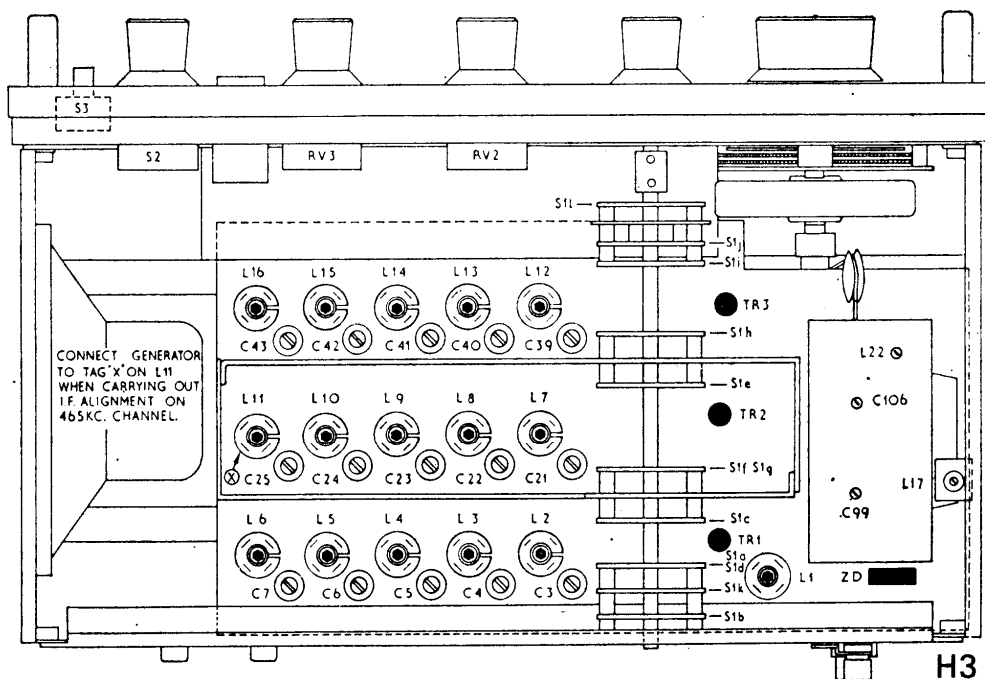 S3
S2 RV3 RV2
S1l
S1j
S1i
L16 L15 L14 L13 L12
TR3
C43 C42 C41 C40 C39
S1h
CONNECT GENERATOR
TO TAG "X" ON L11
WHEN CARRYING OUT
I.F. ALIGNMENT ON
465KC. CHANNEL.
L22
S1e
L11 L10 L9 L8 L7
C106
TR2
X C25 C24 C23 C22 C21
S1f S1g
L17
C99
L6 L5 L4 L3 L2
S1c
TR1
S1a
S1d
C7 C6 C5 C4 C3
S1k
L1 ZD
S1b
H3